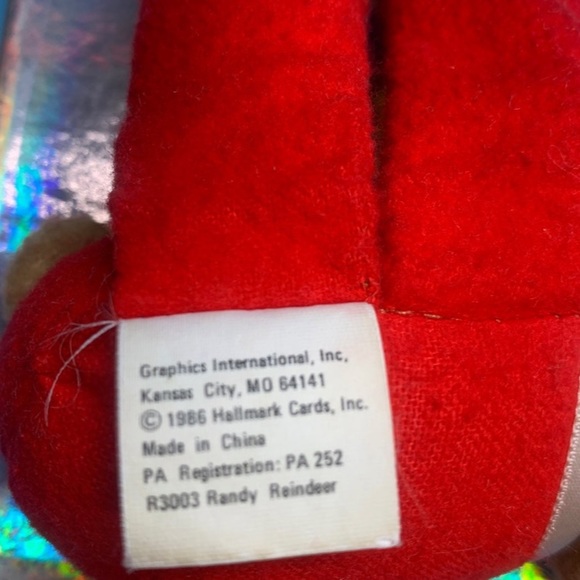 Graphics International, Inc,
Kansas City, MO 64141
© 1986 Hallmark Cards, Inc.
Made in China
PA Registration: PA 252
R3003 Randy Reindeer